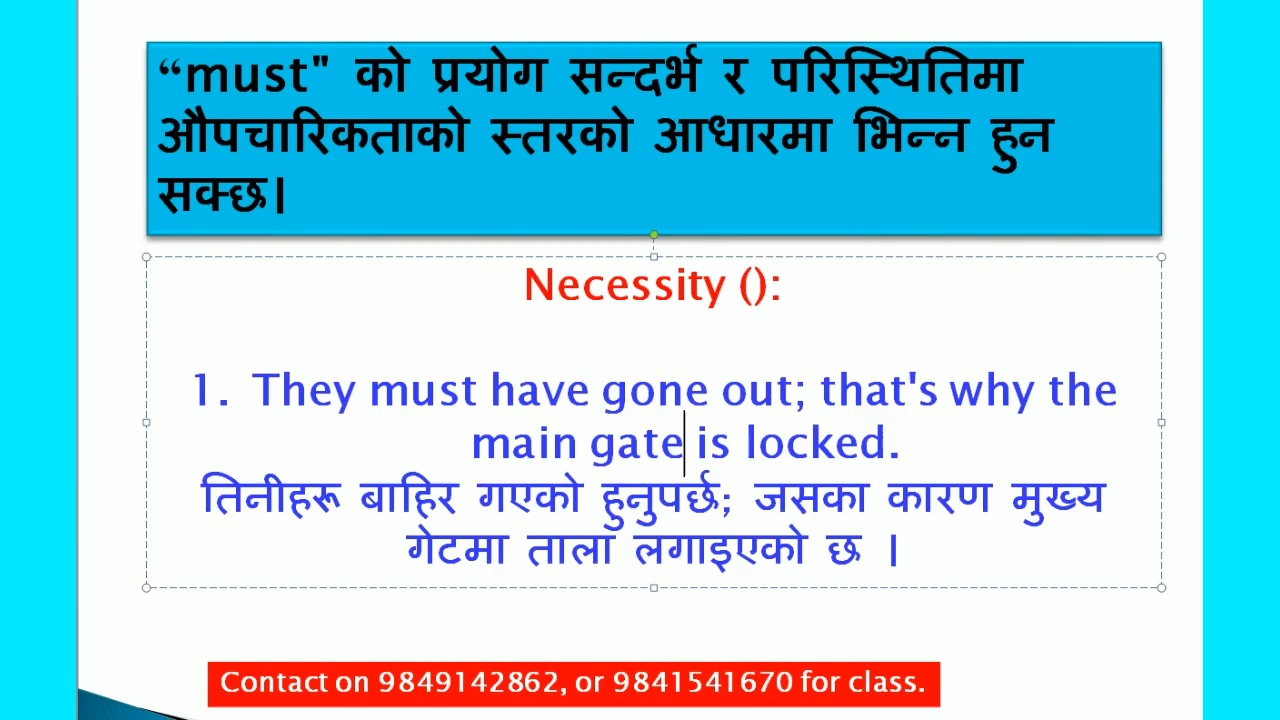 “must" को प्रयोग सन्दर्भ र परिस्थितिमा
औपचारिकताको स्तरको आधारमा भिन्न हुन
सक्छ।
Necessity ():
1. They must have gone out; that's why the
main gate is locked.
तिनीहरू बाहिर गएको हुनुपर्छ; जसका कारण मुख्य
गेटमा ताला लगाइएको छ ।
Contact on 9849142862, or 9841541670 for class.